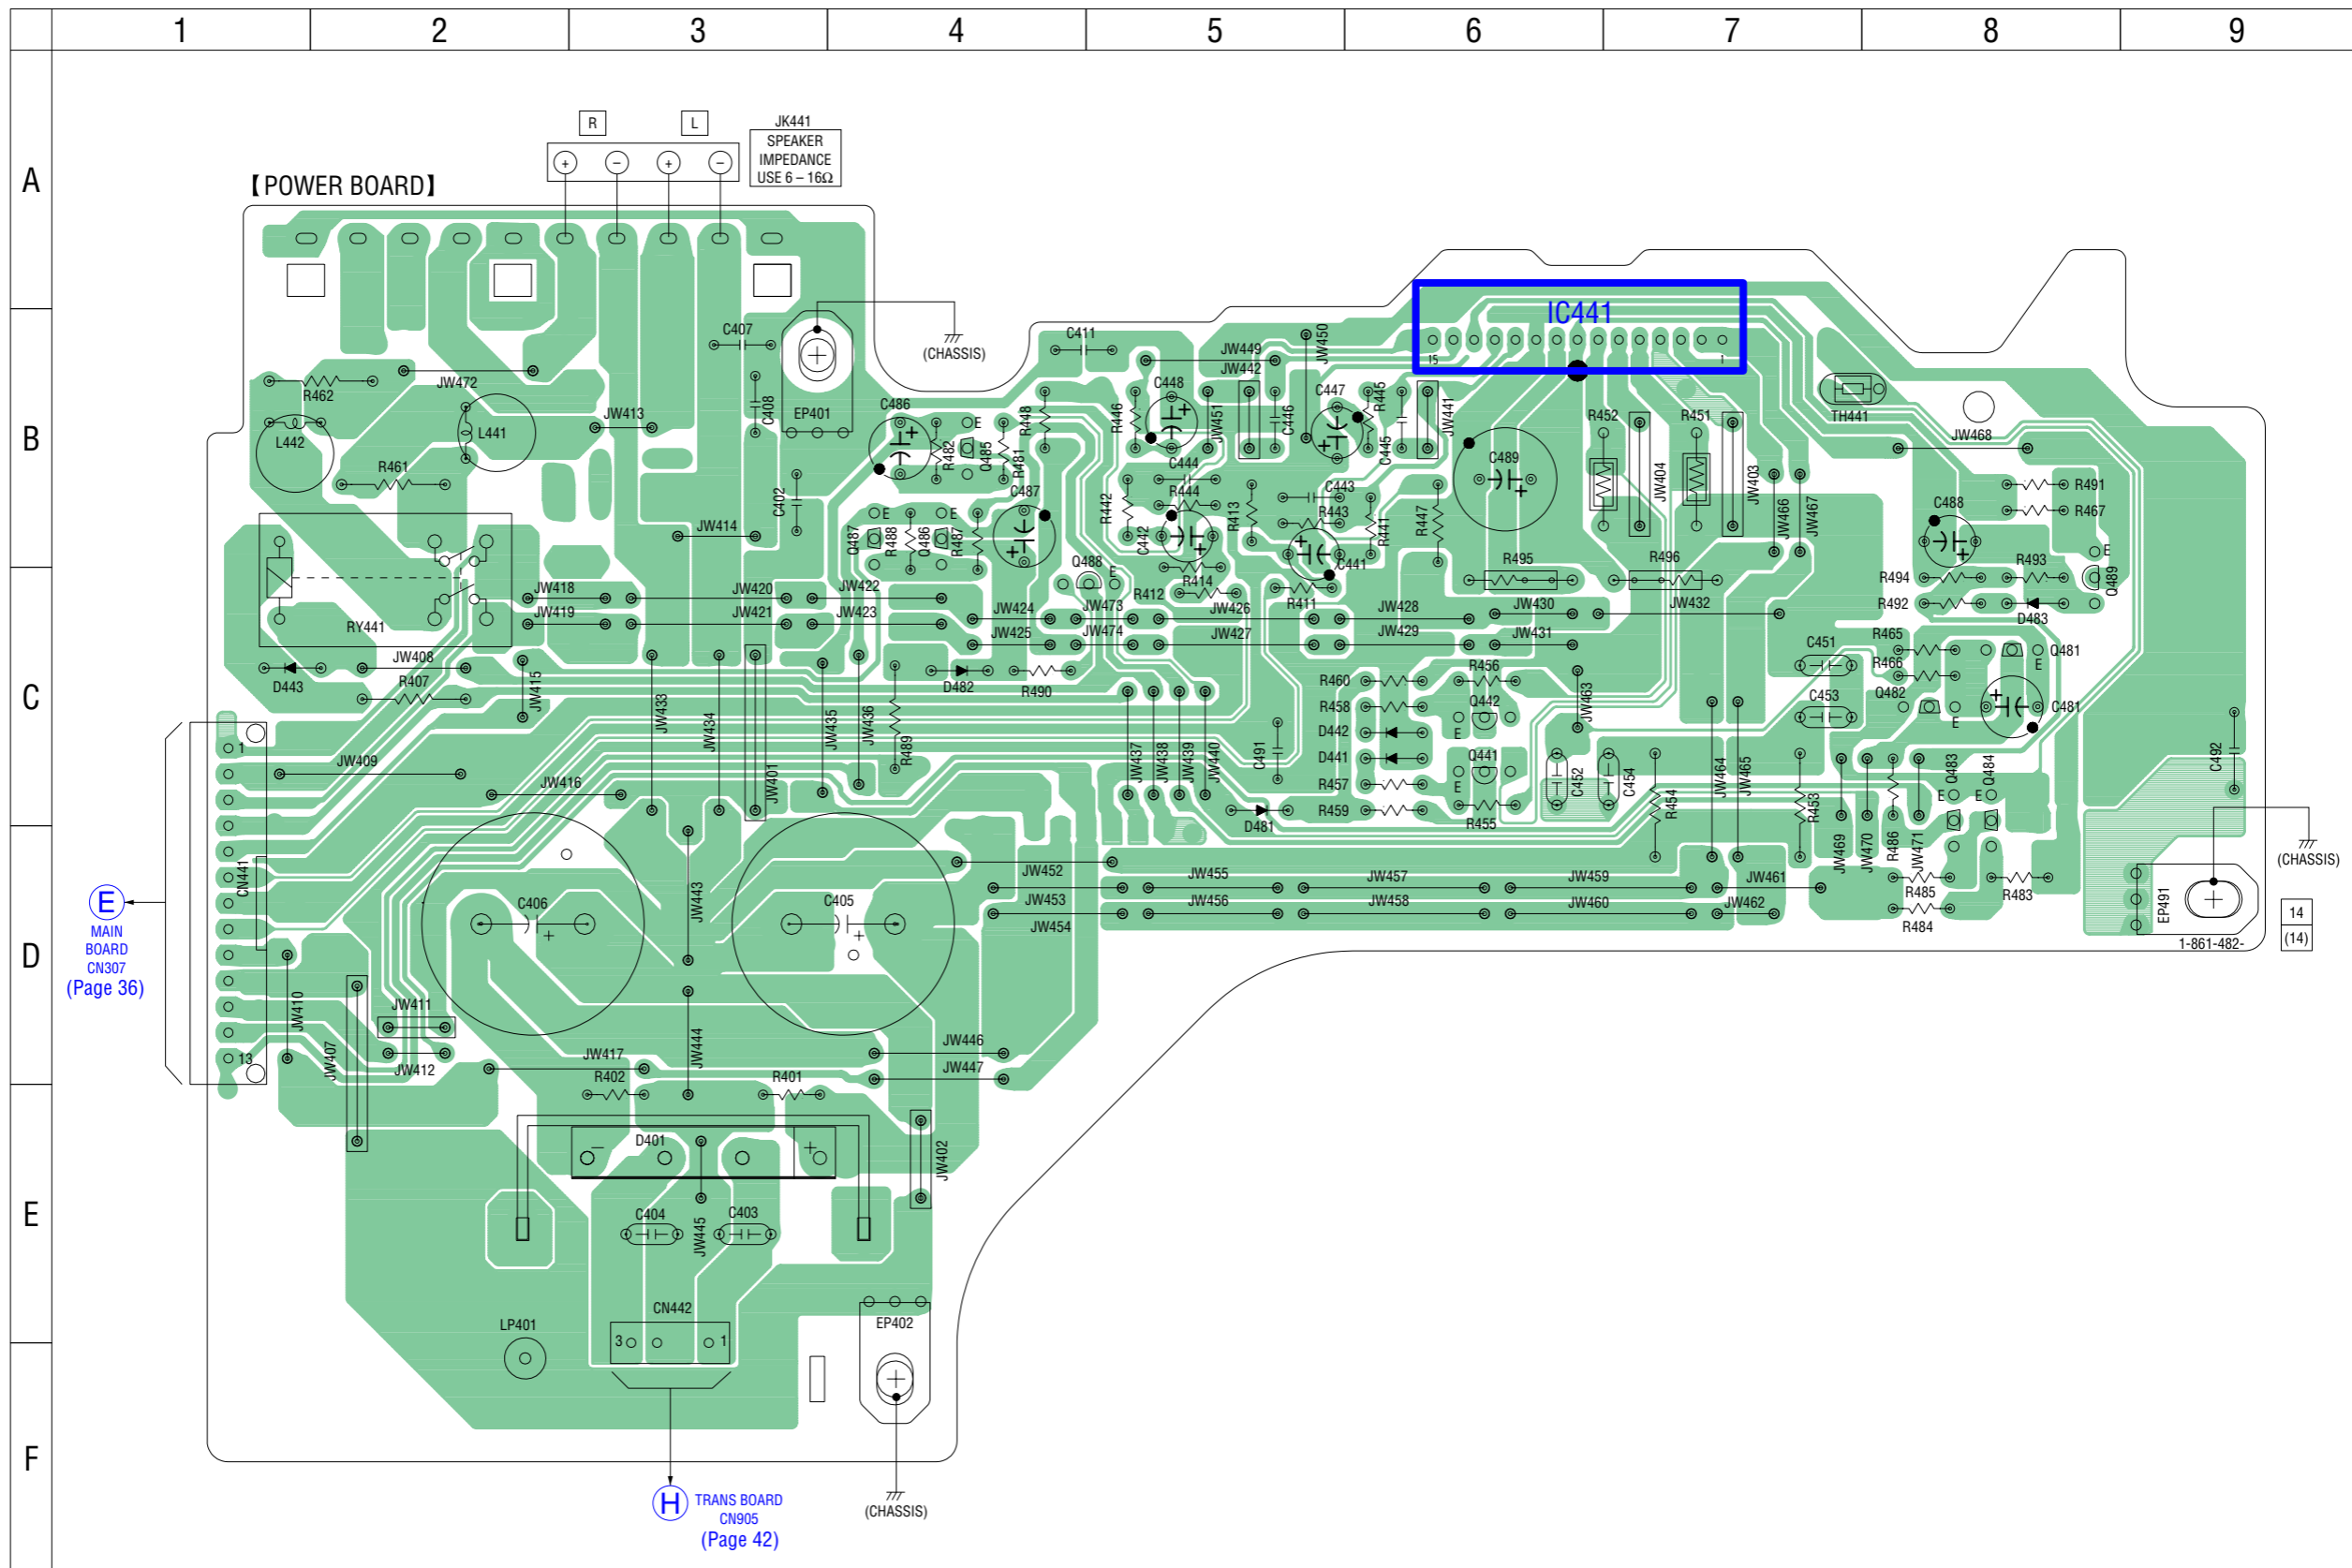 1 2 3 4 5 6 7 8 9
A
B
C
D
E
F
R L JK441
SPEAKER
IMPEDANCE
USE 6 – 16Ω
+ − + −
【POWER BOARD】
IC441
15 1
(CHASSIS)
C407
C411
JW450
JW449
JW442
R462
JW472
JW413
C408
EP401
C486
R448
R446
C448
JW451
C446
C447
R445
C445
JW441
R452
R451
TH441
L442
L441
R482
E
Q485
R481
JW468
R461
C402
C487
R442
C444
R444
R413
C443
R443
R441
R447
C489
JW404
JW403
JW466
JW467
C488
R491
R467
JW414
Q487
E
R488
Q486
E
R487
C442
C441
Q488
E
R414
R412
R411
R495
R496
R494
R493
E
Q489
R492
D483
RY441
JW418
JW419
JW420
JW421
JW422
JW423
JW424
JW425
JW473
JW474
JW426
JW427
JW428
JW429
JW430
JW431
JW432
D443
JW408
R407
JW415
JW433
JW434
JW401
JW435
JW436
R489
D482
R490
JW437
JW438
JW439
JW440
C491
R460
R458
D442
D441
R457
R459
R456
Q442
E
Q441
E
R455
JW463
C452
C454
R454
JW464
JW465
C451
C453
R453
R465
R466
Q482
E
Q481
E
C481
C492
JW409
JW416
D481
JW469
JW470
R486
JW471
Q483
E
Q484
E
R485
R484
R483
1
CN441
13
E
MAIN
BOARD
CN307
(Page 36)
C406
C405
JW443
JW452
JW453
JW454
JW455
JW456
JW457
JW458
JW459
JW460
JW461
JW462
EP491
1-861-482-
14
(14)
(CHASSIS)
JW410
JW407
JW411
JW412
JW417
JW444
JW446
JW447
R402
R401
− D401 +
JW402
C404
JW445
C403
LP401
CN442
3 1
EP402
H
TRANS BOARD
CN905
(Page 42)
(CHASSIS)